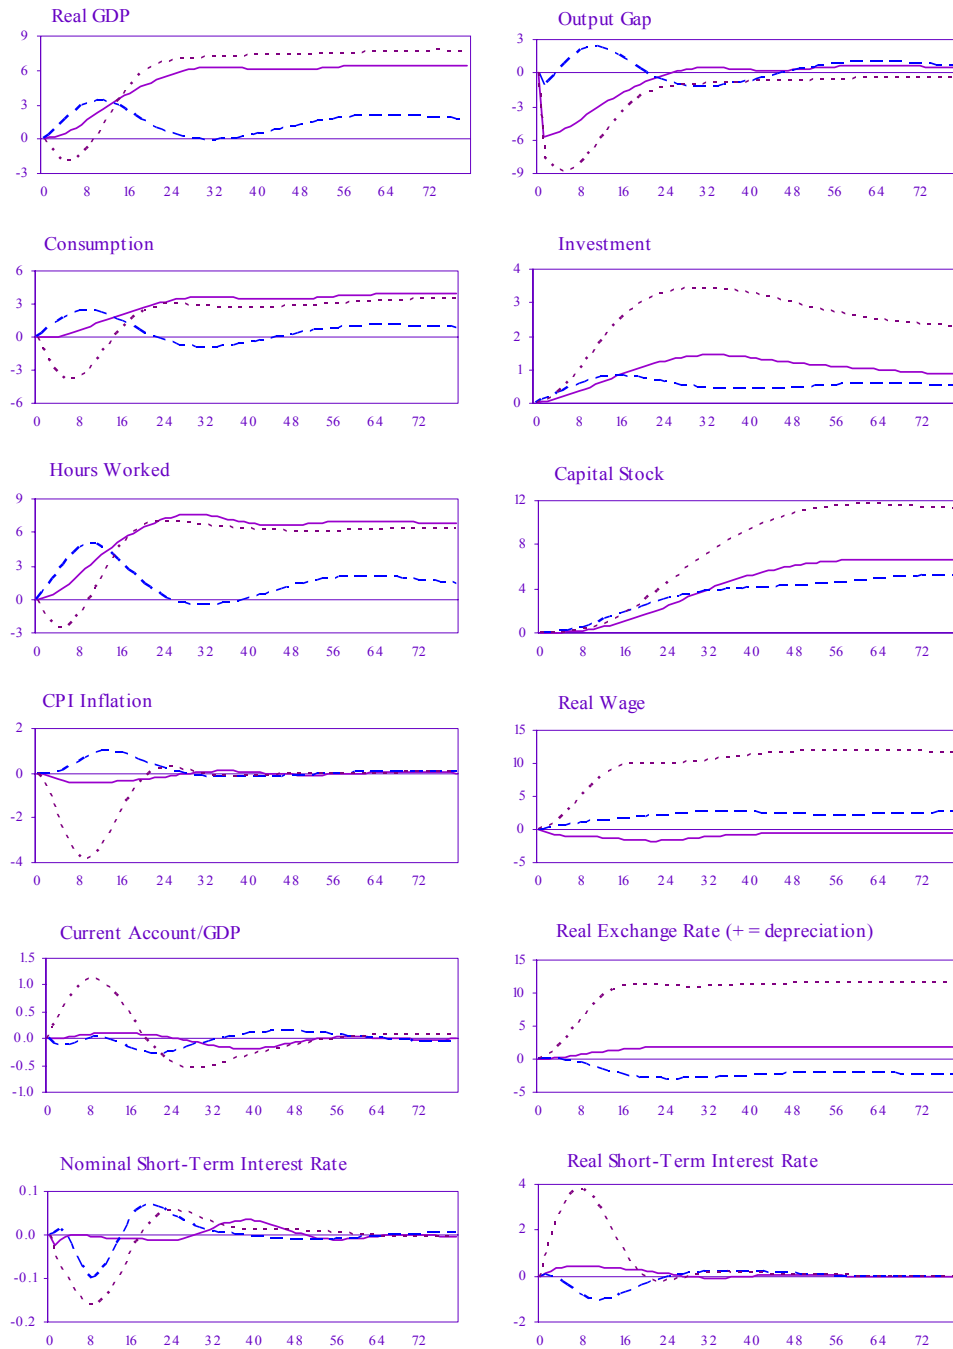 Real GDP
9
6
3
0
-3
0 8 16 24 32 40 48 56 64 72
Output Gap
3
0
-3
-6
-9
0 8 16 24 32 40 48 56 64 72
Consumption
6
3
0
-3
-6
0 8 16 24 32 40 48 56 64 72
Investment
4
3
2
1
0
0 8 16 24 32 40 48 56 64 72
Hours Worked
9
6
3
0
-3
0 8 16 24 32 40 48 56 64 72
Capital Stock
12
8
4
0
0 8 16 24 32 40 48 56 64 72
CPI Inflation
2
0
-2
-4
0 8 16 24 32 40 48 56 64 72
Real Wage
15
10
5
0
-5
0 8 16 24 32 40 48 56 64 72
Current Account/GDP
1.5
1.0
0.5
0.0
-0.5
-1.0
0 8 16 24 32 40 48 56 64 72
Real Exchange Rate (+ = depreciation)
15
10
5
0
-5
0 8 16 24 32 40 48 56 64 72
Nominal Short-Term Interest Rate
0.1
0.0
-0.1
-0.2
0 8 16 24 32 40 48 56 64 72
Real Short-Term Interest Rate
4
2
0
-2
0 8 16 24 32 40 48 56 64 72